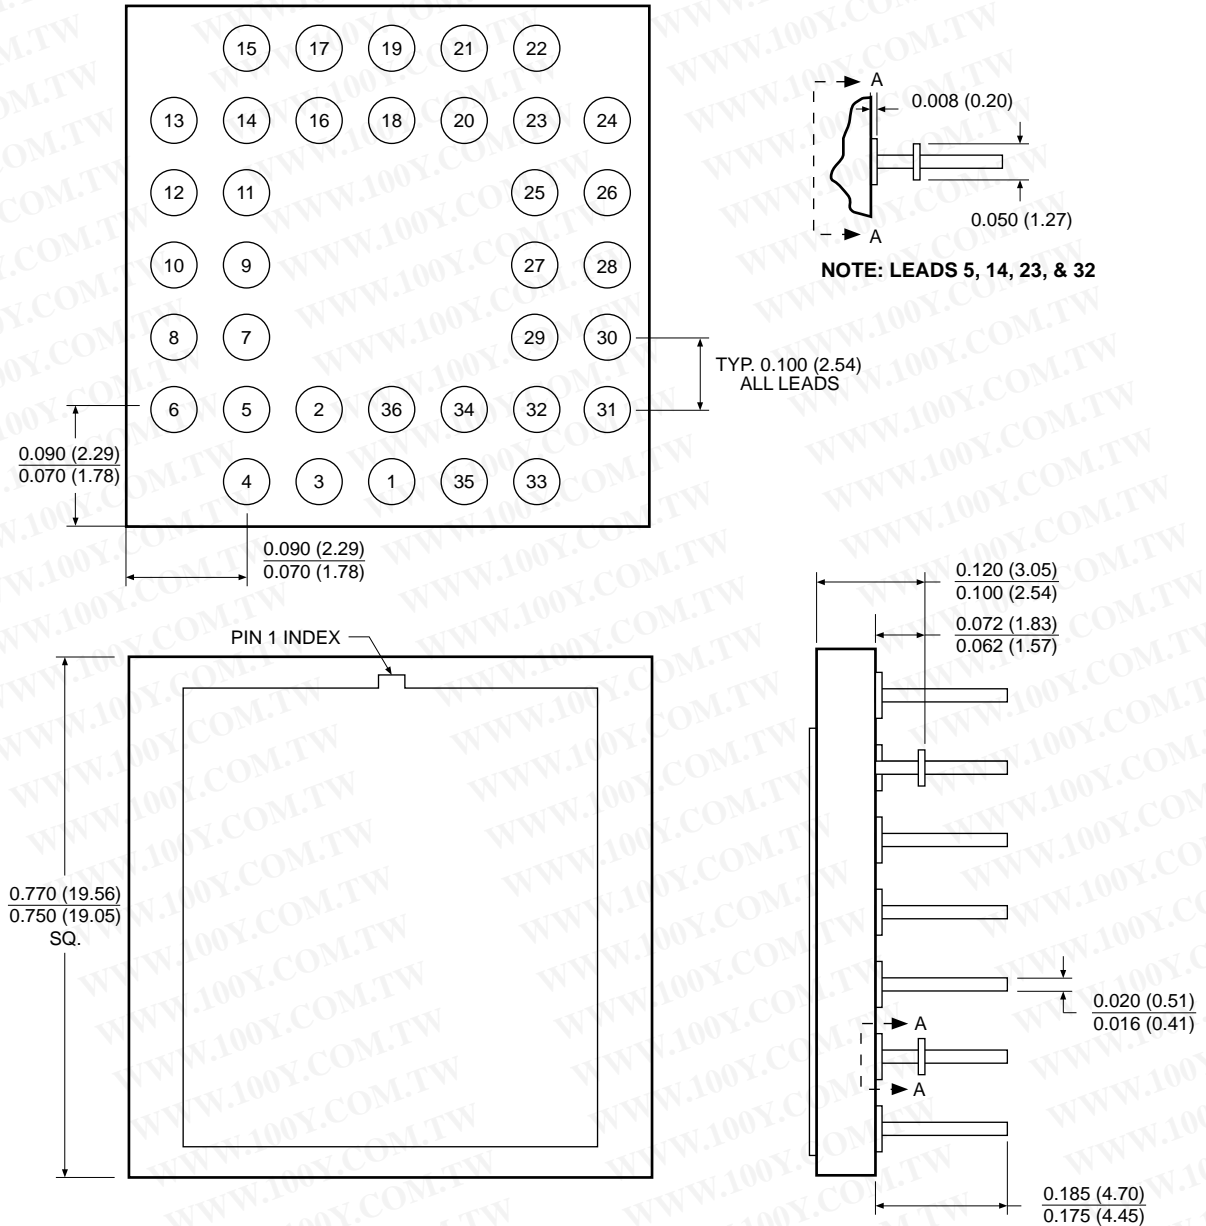 15 17 19 21 22
A
0.008 (0.20)
13 14 16 18 20 23 24
12 11 25 26
0.050 (1.27)
A
10 9 27 28
NOTE: LEADS 5, 14, 23, & 32
8 7 29 30
TYP. 0.100 (2.54)
ALL LEADS
6 5 2 36 34 32 31
0.090 (2.29)
0.070 (1.78)
4 3 1 35 33
0.090 (2.29)
0.070 (1.78)
0.120 (3.05)
0.100 (2.54)
0.072 (1.83)
0.062 (1.57)
PIN 1 INDEX
0.770 (19.56)
0.750 (19.05)
SQ.
0.020 (0.51)
0.016 (0.41)
A
A
0.185 (4.70)
0.175 (4.45)
WWW.100Y.COM.TW